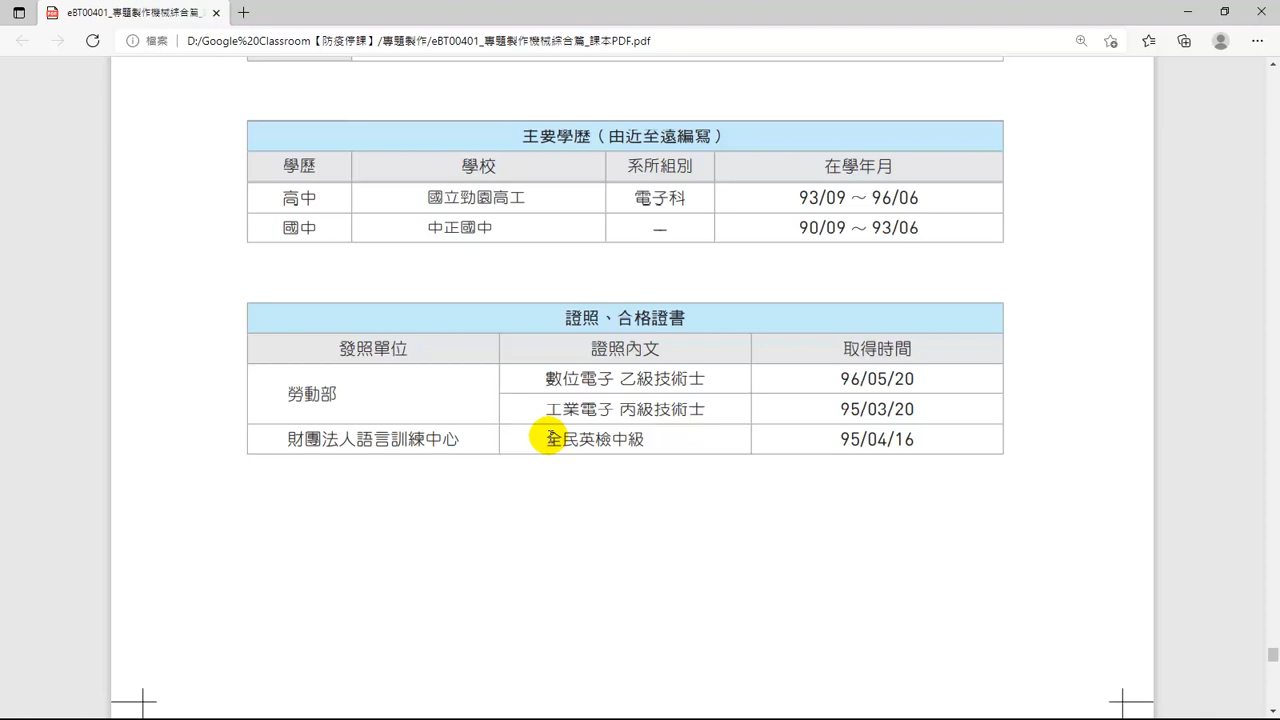 eBT00401_專題製作機械綜合篇_
檔案 D:/Google%20Classroom【防疫停課】/專題製作/eBT00401_專題製作機械綜合篇_課本PDF.pdf
主要學歷（由近至遠編寫）
學歷 學校 系所組別 在學年月
高中 國立勁園高工 電子科 93/09 ～ 96/06
國中 中正國中 — 90/09 ～ 93/06
證照、合格證書
發照單位 證照內文 取得時間
勞動部 數位電子 乙級技術士 96/05/20
工業電子 丙級技術士 95/03/20
財團法人語言訓練中心 全民英檢中級 95/04/16